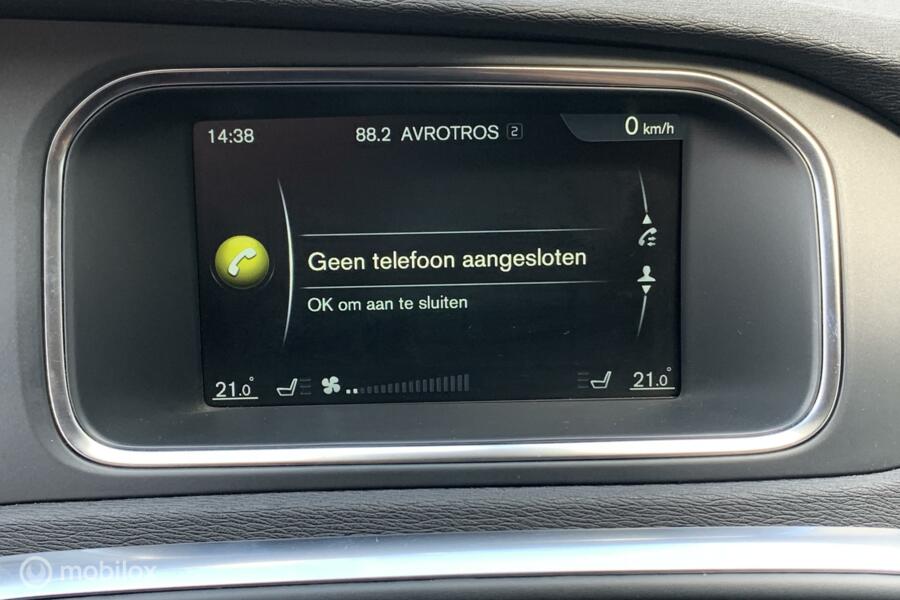 14:38 88.2 AVROTROS 2 0 km/h
Geen telefoon aangesloten
OK om aan te sluiten
21.0° 21.0°
mobilox